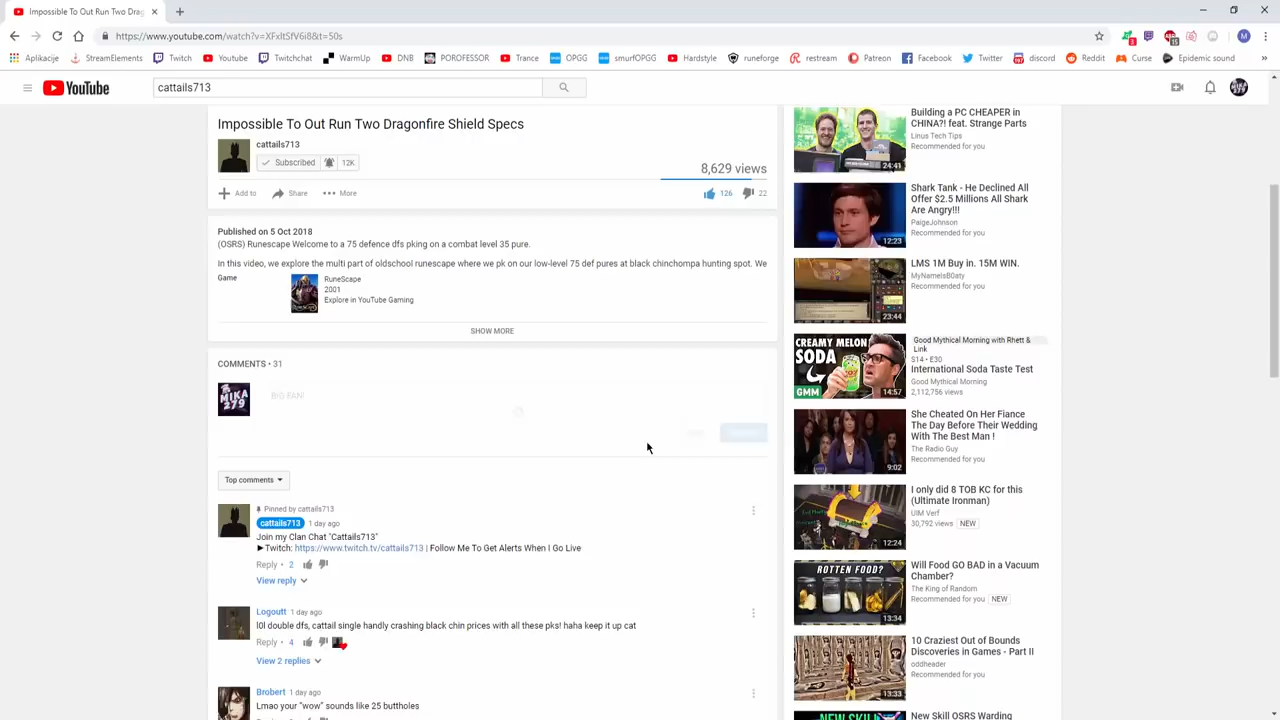 Impossible To Out Run Two Drag
https://www.youtube.com/watch?v=XFxItSfV6i8&t=50s
M
Aplikacije
StreamElements
Twitch
Youtube
Twitchchat
WarmUp
DNB
POROFESSOR
Trance
OPGG
smurfOPGG
Hardstyle
runeforge
restream
Patreon
Facebook
Twitter
discord
Reddit
Curse
Epidemic sound
YouTube
cattails713
Impossible To Out Run Two Dragonfire Shield Specs
cattails713
Subscribed 12K
8,629 views
Add to Share More
126 22
Published on 5 Oct 2018
(OSRS) Runescape Welcome to a 75 defence dfs pking on a combat level 35 pure.
In this video, we explore the multi part of oldschool runescape where we pk on our low-level 75 def pures at black chinchompa hunting spot. We
Game
RuneScape
2001
Explore in YouTube Gaming
SHOW MORE
COMMENTS • 31
MIKA
273
BIG FAN!
Top comments
Pinned by cattails713
cattails713 1 day ago
Join my Clan Chat "Cattails713"
►Twitch: https://www.twitch.tv/cattails713 | Follow Me To Get Alerts When I Go Live
Reply • 2
View reply
Logoutt 1 day ago
l0l double dfs, cattail single handly crashing black chin prices with all these pks! haha keep it up cat
Reply • 4
View 2 replies
Brobert 1 day ago
Lmao your "wow" sounds like 25 buttholes
Building a PC CHEAPER in
CHINA?! feat. Strange Parts
Linus Tech Tips
Recommended for you
24:41
Shark Tank - He Declined All
Offer $2.5 Millions All Shark
Are Angry!!!
PaigeJohnson
Recommended for you
12:23
LMS 1M Buy in. 15M WIN.
MyNameIsB0aty
Recommended for you
23:44
CREAMY MELON
SODA
GMM
14:57
Good Mythical Morning with Rhett &
Link
S14 • E30
International Soda Taste Test
Good Mythical Morning
2,112,756 views
She Cheated On Her Fiance
The Day Before Their Wedding
With The Best Man !
The Radio Guy
Recommended for you
9:02
I only did 8 TOB KC for this
(Ultimate Ironman)
UIM Verf
30,792 views NEW
12:24
ROTTEN FOOD?
13:34
Will Food GO BAD in a Vacuum
Chamber?
The King of Random
Recommended for you NEW
10 Craziest Out of Bounds
Discoveries in Games - Part II
oddheader
Recommended for you
13:33
New Skill OSRS Warding